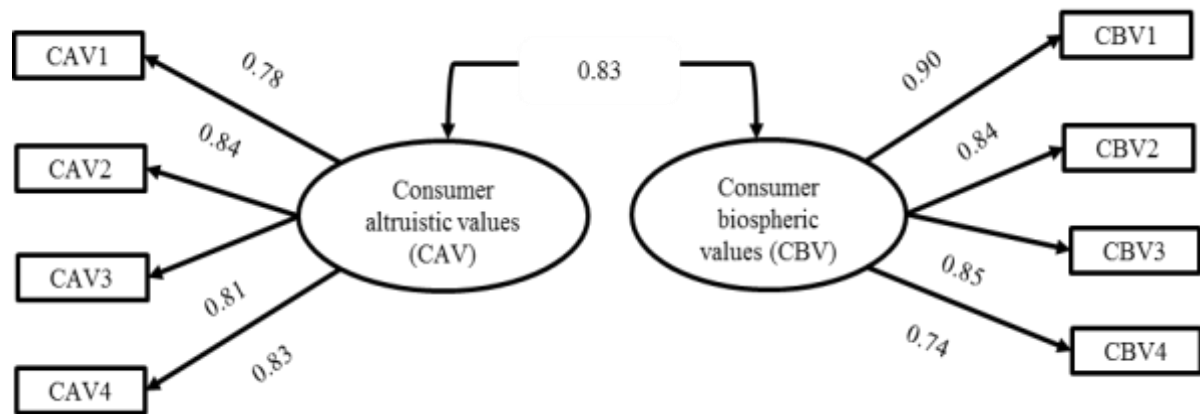 CAV1
CAV2
CAV3
CAV4
0.78
0.84
0.81
0.83
Consumer
altruistic values
(CAV)
0.83
Consumer
biospheric
values (CBV)
0.90
0.84
0.85
0.74
CBV1
CBV2
CBV3
CBV4